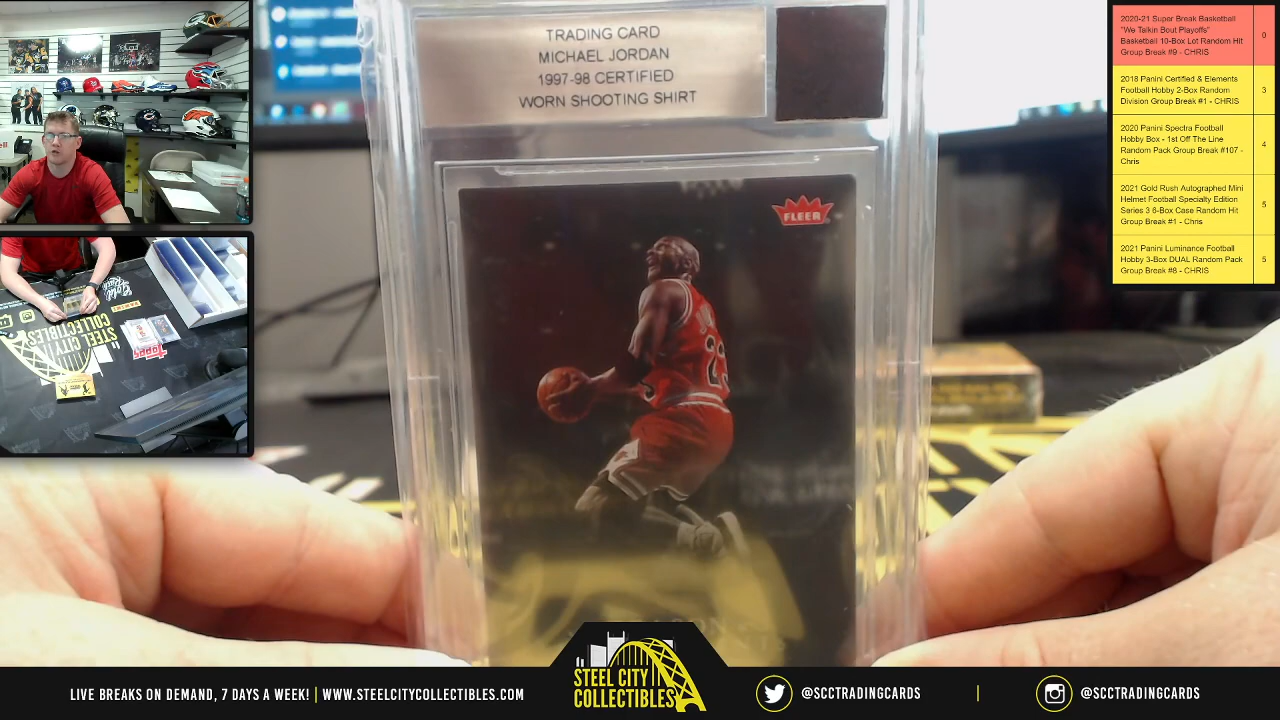 TRADING CARD
MICHAEL JORDAN
1997-98 CERTIFIED
WORN SHOOTING SHIRT
FLEER
23
2020-21 Super Break Basketball
"We Talkin Bout Playoffs"
Basketball 10-Box Lot Random Hit
Group Break #9 - CHRIS
0
2018 Panini Certified & Elements
Football Hobby 2-Box Random
Division Group Break #1 - CHRIS
3
2020 Panini Spectra Football
Hobby Box - 1st Off The Line
Random Pack Group Break #107 -
Chris
4
2021 Gold Rush Autographed Mini
Helmet Football Specialty Edition
Series 3 6-Box Case Random Hit
Group Break #1 - Chris
5
2021 Panini Luminance Football
Hobby 3-Box DUAL Random Pack
Group Break #8 - CHRIS
5
STEEL CITY
COLLECTIBLES
topps
LIVE BREAKS ON DEMAND, 7 DAYS A WEEK! | WWW.STEELCITYCOLLECTIBLES.COM
STEEL CITY
COLLECTIBLES
@SCCTRADINGCARDS
|
@SCCTRADINGCARDS